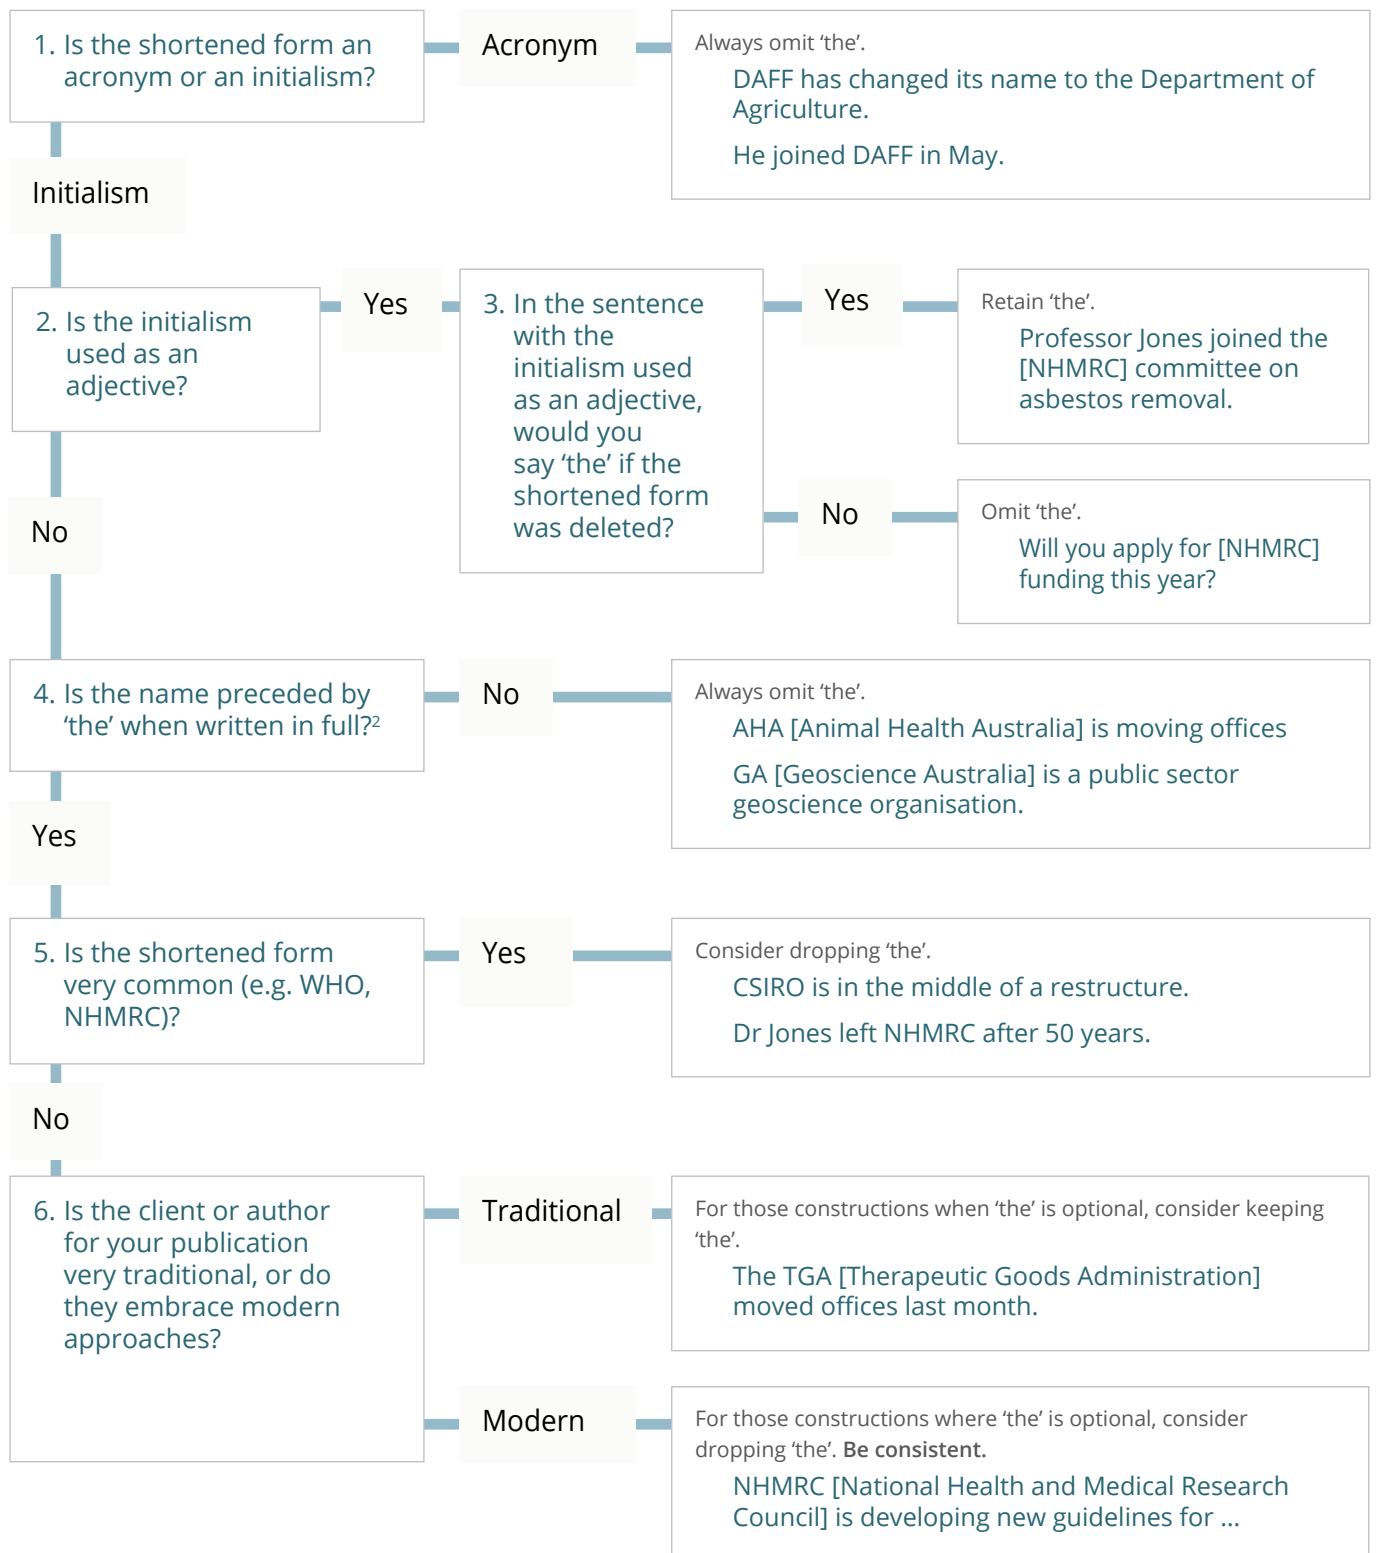 1. Is the shortened form an
acronym or an initialism?
Acronym
Always omit ‘the’.
DAFF has changed its name to the Department of
Agriculture.
He joined DAFF in May.
Initialism
2. Is the initialism
used as an
adjective?
Yes
3. In the sentence
with the
initialism used
as an adjective,
would you
say ‘the’ if the
shortened form
was deleted?
Yes
Retain ‘the’.
Professor Jones joined the
[NHMRC] committee on
asbestos removal.
No
Omit ‘the’.
Will you apply for [NHMRC]
funding this year?
No
4. Is the name preceded by
‘the’ when written in full?²
No
Always omit ‘the’.
AHA [Animal Health Australia] is moving offices
GA [Geoscience Australia] is a public sector
geoscience organisation.
Yes
5. Is the shortened form
very common (e.g. WHO,
NHMRC)?
Yes
Consider dropping ‘the’.
CSIRO is in the middle of a restructure.
Dr Jones left NHMRC after 50 years.
No
6. Is the client or author
for your publication
very traditional, or do
they embrace modern
approaches?
Traditional
For those constructions when ‘the’ is optional, consider keeping
‘the’.
The TGA [Therapeutic Goods Administration]
moved offices last month.
Modern
For those constructions where ‘the’ is optional, consider
dropping ‘the’. Be consistent.
NHMRC [National Health and Medical Research
Council] is developing new guidelines for ...